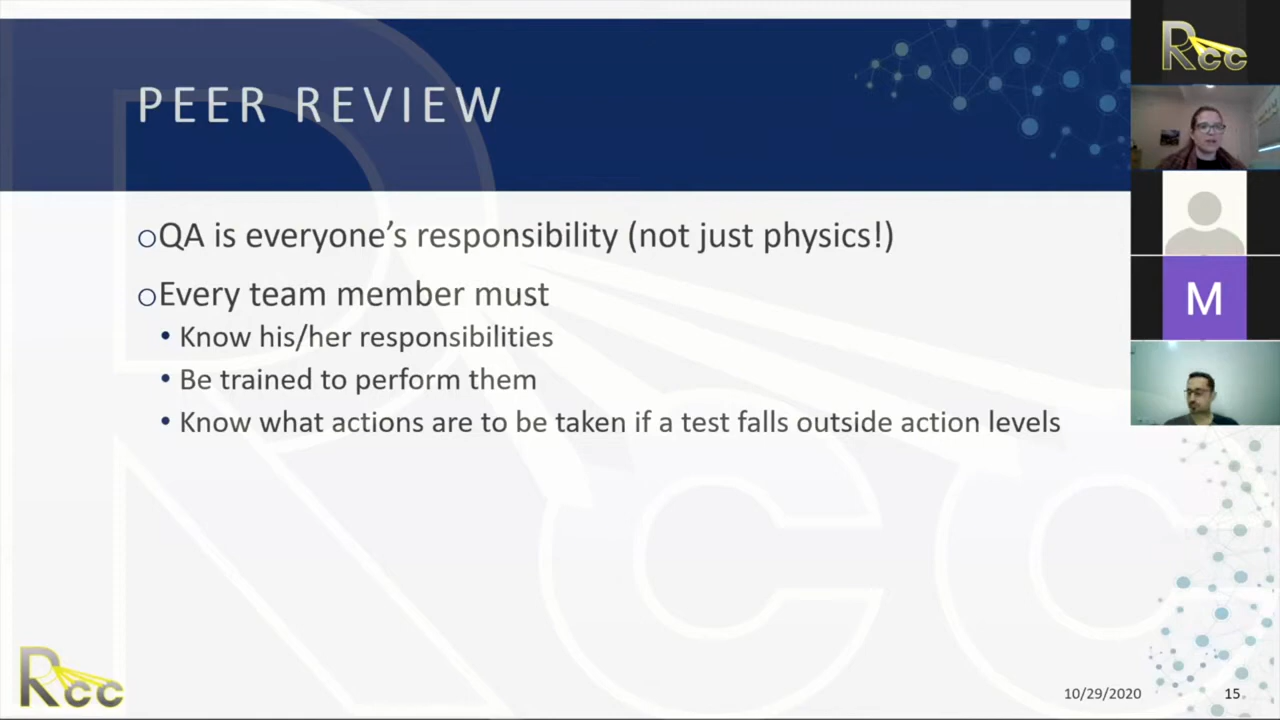 Rcc
PEER REVIEW
oQA is everyone's responsibility (not just physics!)
oEvery team member must
• Know his/her responsibilities
• Be trained to perform them
• Know what actions are to be taken if a test falls outside action levels
M
Rcc
10/29/2020
15